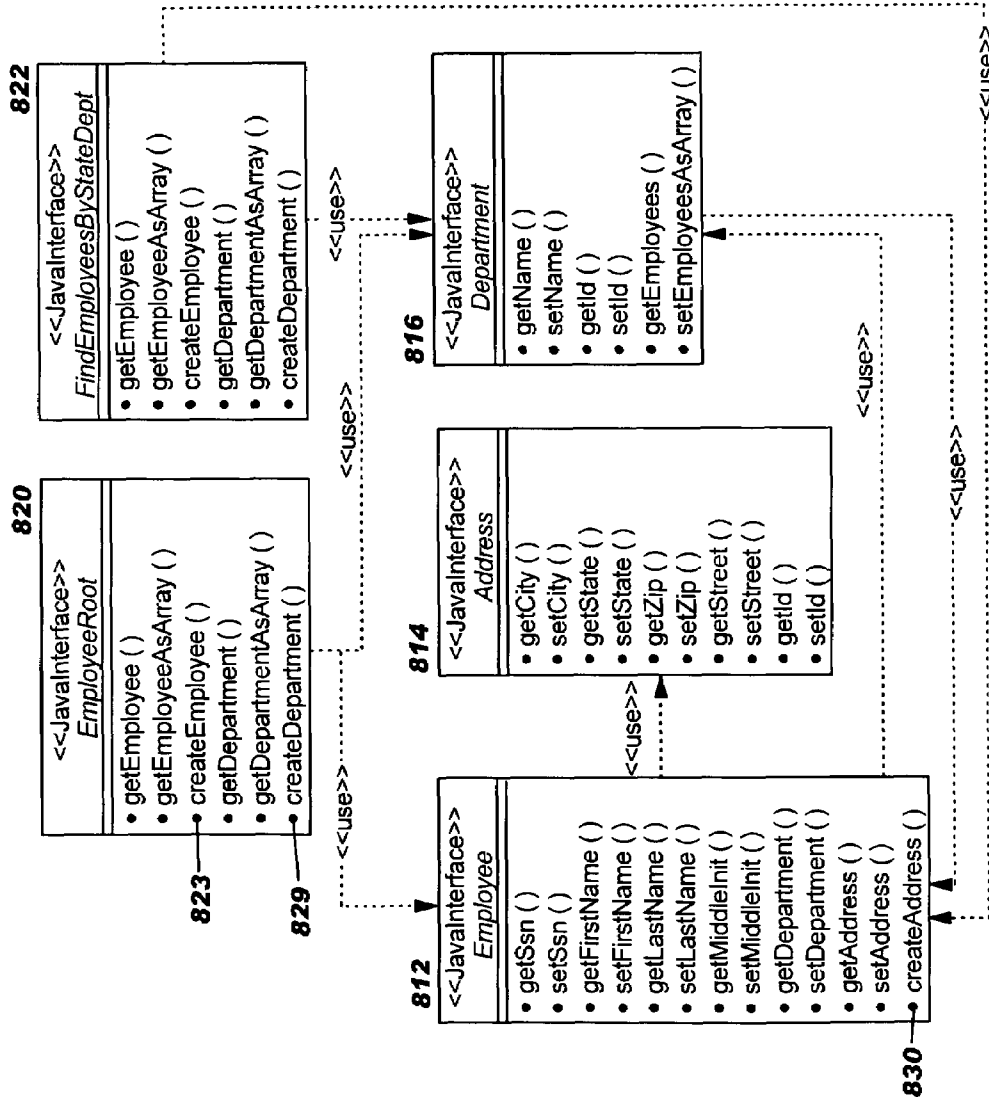 820
<<JavaInterface>>
EmployeeRoot
• getEmployee ( )
• getEmployeeAsArray ( )
• createEmployee ( )
• getDepartment ( )
• getDepartmentAsArray ( )
• createDepartment ( )
823
829
822
<<JavaInterface>>
FindEmployeesByStateDept
• getEmployee ( )
• getEmployeeAsArray ( )
• createEmployee ( )
• getDepartment ( )
• getDepartmentAsArray ( )
• createDepartment ( )
<<use>>
<<use>>
<<use>>
812
<<JavaInterface>>
Employee
• getSsn ( )
• setSsn ( )
• getFirstName ( )
• setFirstName ( )
• getLastName ( )
• setLastName ( )
• getMiddleInit ( )
• setMiddleInit ( )
• getDepartment ( )
• setDepartment ( )
• getAddress ( )
• setAddress ( )
• createAddress ( )
830
<<use>>
814
<<JavaInterface>>
Address
• getCity ( )
• setCity ( )
• getState ( )
• setState ( )
• getZip ( )
• setZip ( )
• getStreet ( )
• setStreet ( )
• getId ( )
• setId ( )
816
<<JavaInterface>>
Department
• getName ( )
• setName ( )
• getId ( )
• setId ( )
• getEmployees ( )
• setEmployeesAsArray ( )
<<use>>
<<use>>
<<use>>